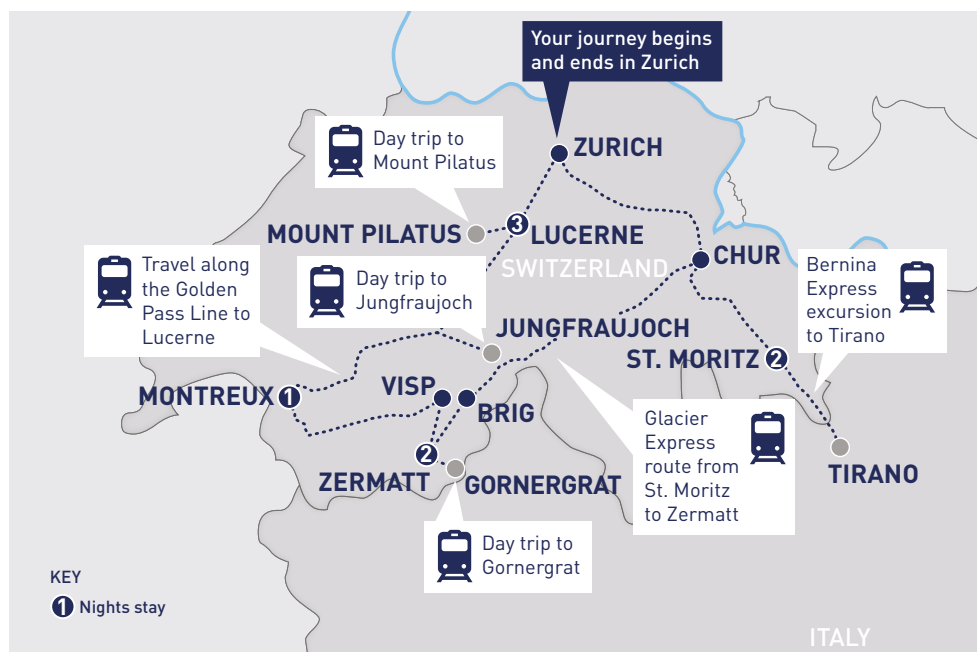 Your journey begins
and ends in Zurich
Day trip to
Mount Pilatus
ZURICH
MOUNT PILATUS
3
LUCERNE
SWITZERLAND
CHUR
Travel along
the Golden
Pass Line to
Lucerne
Day trip to
Jungfraujoch
Bernina
Express
excursion
to Tirano
JUNGFRAUJOCH
ST. MORITZ
2
MONTREUX
1
VISP
BRIG
Glacier
Express
route from
St. Moritz
to Zermatt
2
ZERMATT
GORNERGRAT
TIRANO
Day trip to
Gornergrat
KEY
1 Nights stay
ITALY